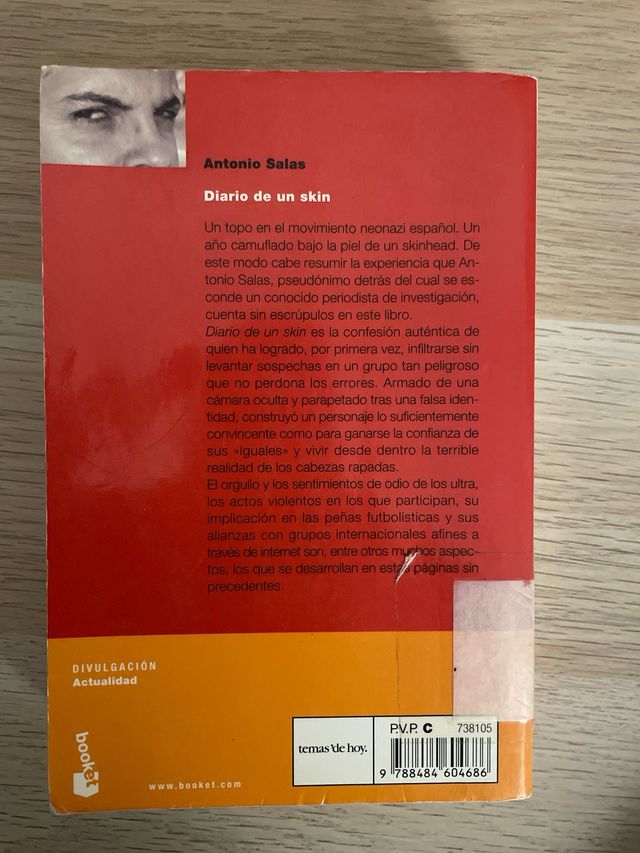 Antonio Salas
Diario de un skin
Un topo en el movimiento neonazi español. Un
año camuflado bajo la piel de un skinhead. De
este modo cabe resumir la experiencia que An-
tonio Salas, pseudónimo detrás del cual se es-
conde un conocido periodista de investigación,
cuenta sin escrúpulos en este libro.
Diario de un skin es la confesión auténtica de
quien ha logrado, por primera vez, infiltrarse sin
levantar sospechas en un grupo tan peligroso
que no perdona los errores. Armado de una
cámara oculta y parapetado tras una falsa iden-
tidad, construyó un personaje lo suficientemente
convincente como para ganarse la confianza de
sus «iguales» y vivir desde dentro la terrible
realidad de los cabezas rapadas.
El orgullo y los sentimientos de odio de los ultra,
los actos violentos en los que participan, su
implicación en las peñas futbolísticas y sus
alianzas con grupos internacionales afines a
través de internet son, entre otros muchos aspec-
tos, los que se desarrollan en estas páginas sin
precedentes.
DIVULGACIÓN
Actualidad
booket
www.booket.com
temas'de hoy.
P.V.P. C 738105
9 788484 604686